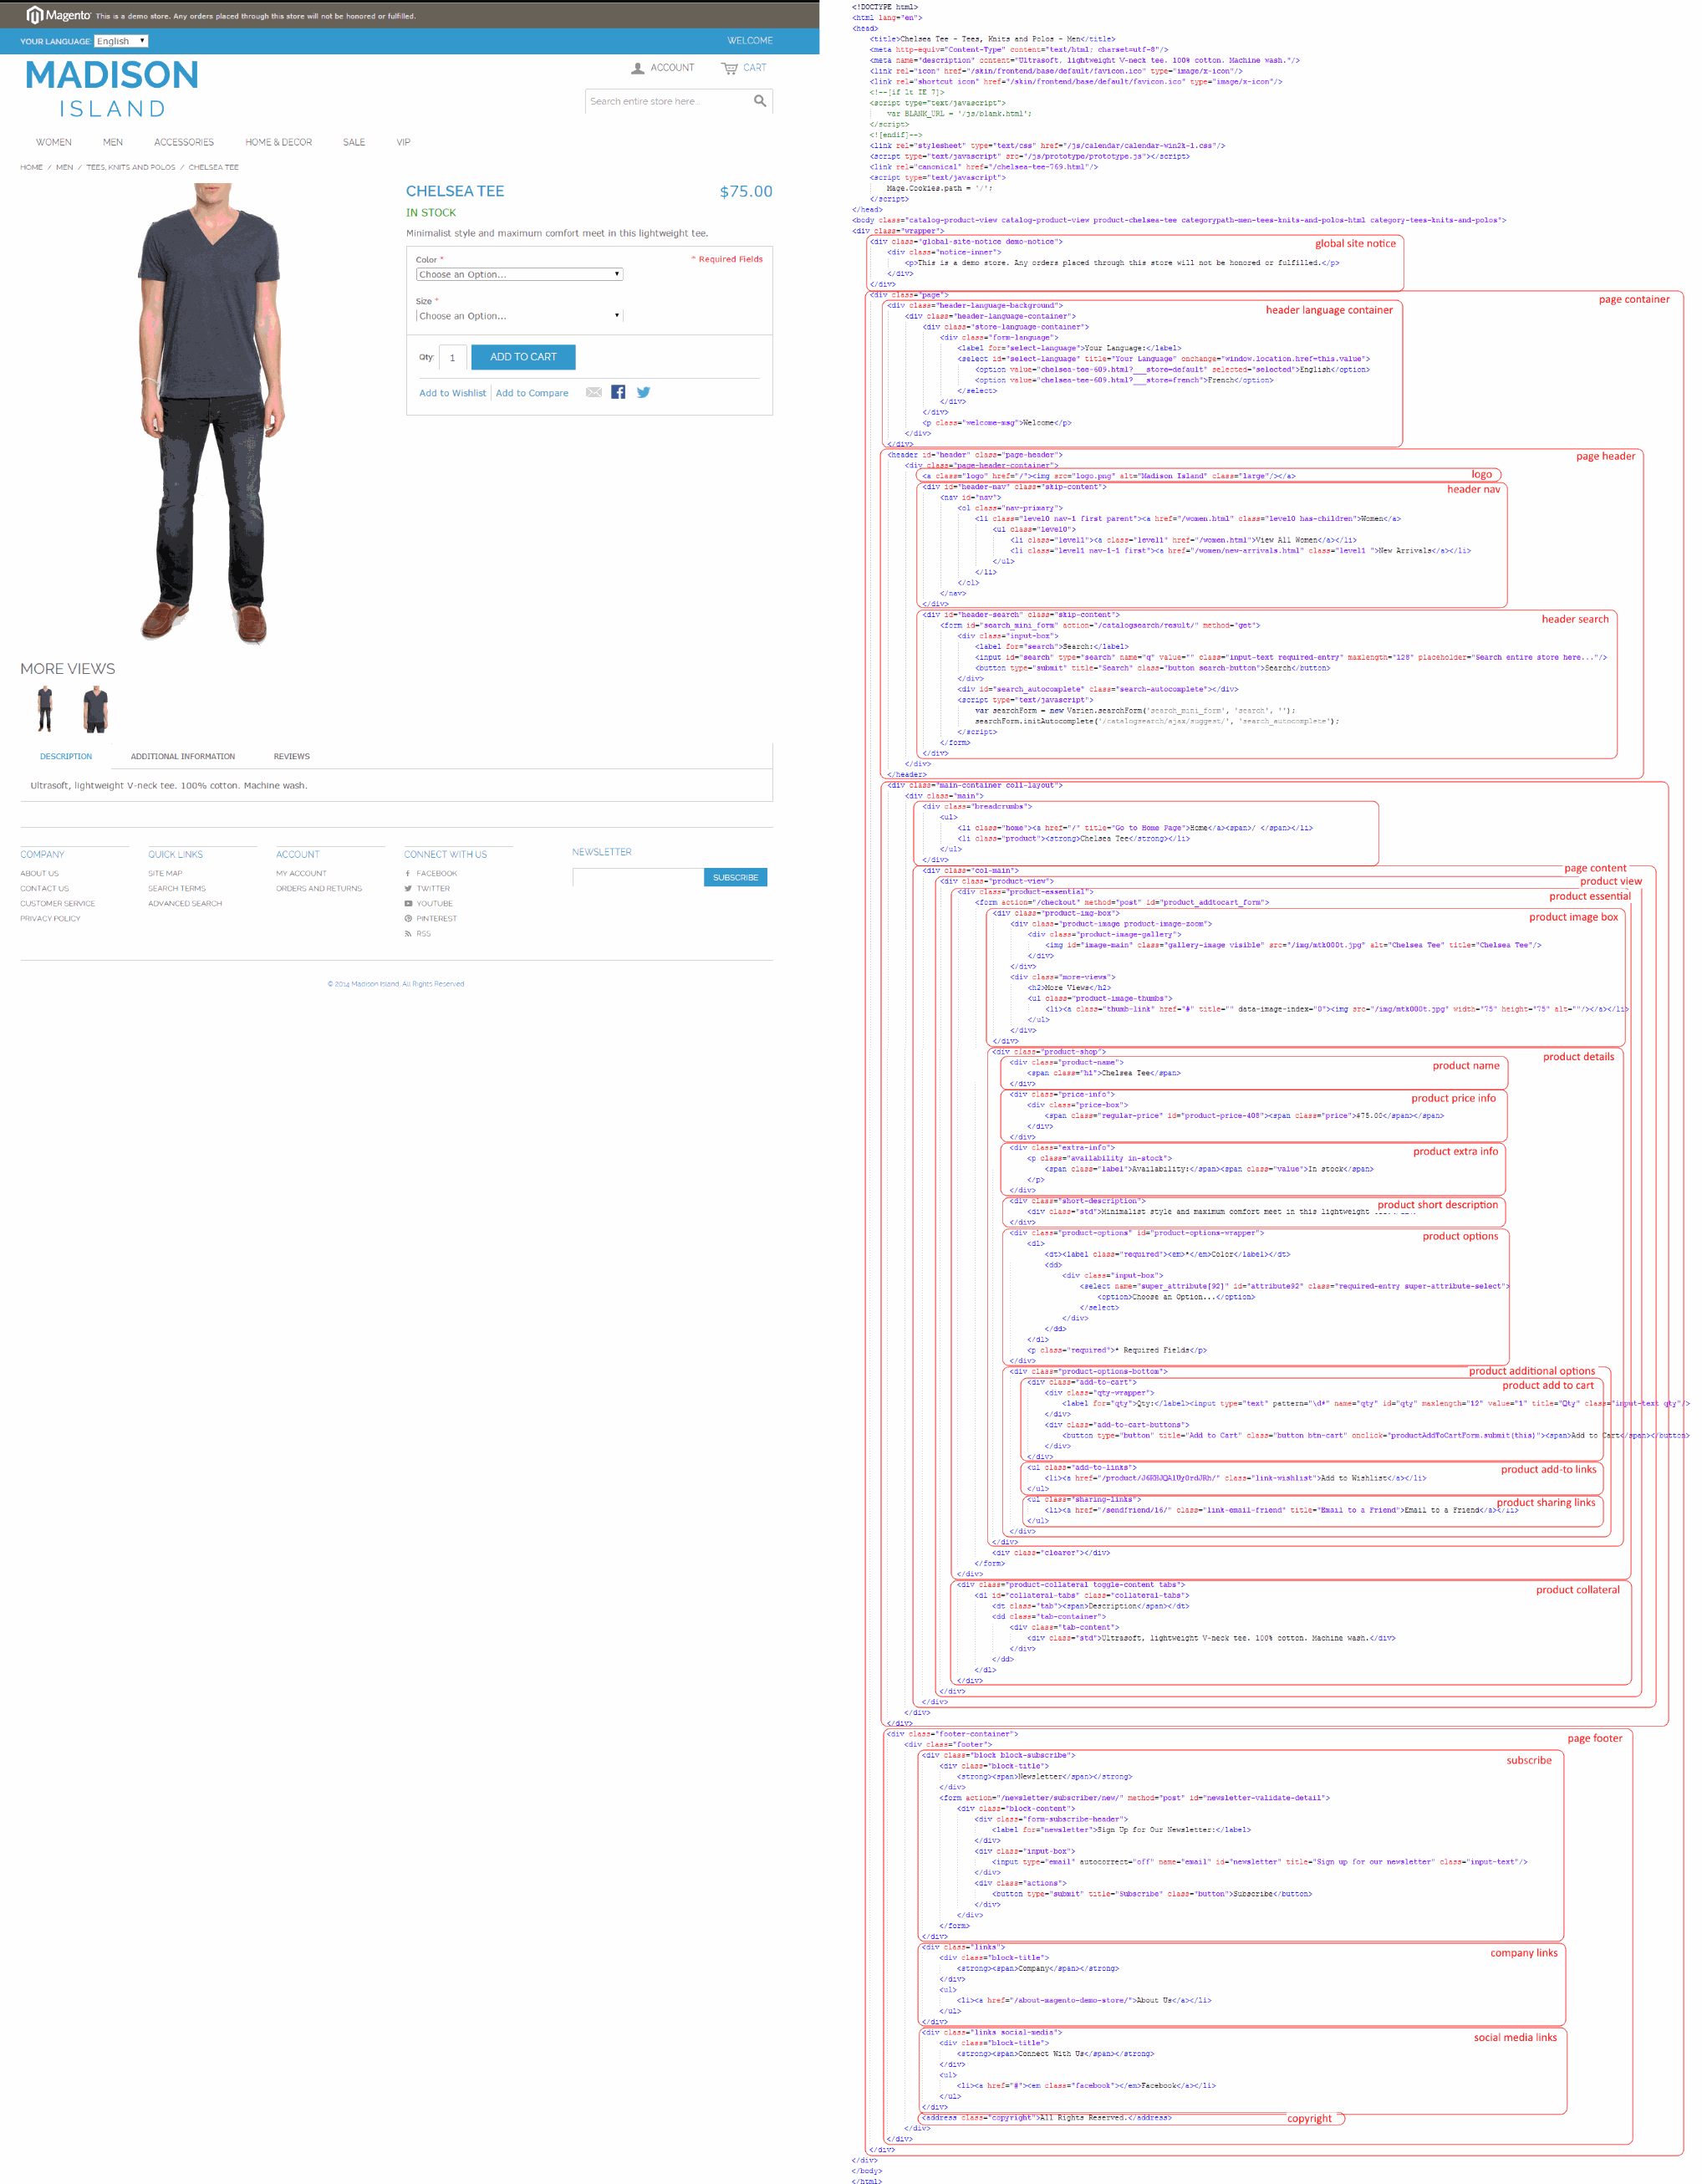 Magento This is a demo store. Any orders placed through this store will not be honored or fulfilled.
YOUR LANGUAGE: English WELCOME
MADISON
ISLAND
ACCOUNT CART
Search entire store here...
WOMEN MEN ACCESSORIES HOME & DECOR SALE VIP
HOME / MEN / TEES, KNITS AND POLOS / CHELSEA TEE
CHELSEA TEE $75.00
IN STOCK
Minimalist style and maximum comfort meet in this lightweight tee.
Color * * Required Fields
Choose an Option...
Size *
Choose an Option...
Qty: 1 ADD TO CART
Add to Wishlist Add to Compare
MORE VIEWS
DESCRIPTION ADDITIONAL INFORMATION REVIEWS
Ultrasoft, lightweight V-neck tee. 100% cotton. Machine wash.
COMPANY QUICK LINKS ACCOUNT CONNECT WITH US NEWSLETTER
ABOUT US SITE MAP MY ACCOUNT FACEBOOK SUBSCRIBE
CONTACT US SEARCH TERMS ORDERS AND RETURNS TWITTER
CUSTOMER SERVICE ADVANCED SEARCH YOUTUBE
PRIVACY POLICY PINTEREST
RSS
© 2014 Madison Island. All Rights Reserved
<!DOCTYPE html>
<html lang="en">
<head>
<title>Chelsea Tee - Tees, Knits and Polos - Men</title>
<meta http-equiv="Content-Type" content="text/html; charset=utf-8"/>
<meta name="description" content="Ultrasoft, lightweight V-neck tee. 100% cotton. Machine wash."/>
<link rel="icon" href="/skin/frontend/base/default/favicon.ico" type="image/x-icon"/>
<link rel="shortcut icon" href="/skin/frontend/base/default/favicon.ico" type="image/x-icon"/>
<!--[if lt IE 7]>
<script type="text/javascript">
var BLANK_URL = '/js/blank.html';
</script>
<![endif]-->
<link rel="stylesheet" type="text/css" href="/js/calendar/calendar-win2k-1.css"/>
<script type="text/javascript" src="/js/prototype/prototype.js"></script>
<link rel="canonical" href="/chelsea-tee-769.html"/>
<script type="text/javascript">
Mage.Cookies.path = '/';
</script>
</head>
<body class="catalog-product-view catalog-product-view product-chelsea-tee categorypath-men-tees-knits-and-polos-html category-tees-knits-and-polos">
<div class="wrapper">
<div class="global-site-notice demo-notice"> global site notice
<div class="notice-inner">
<p>This is a demo store. Any orders placed through this store will not be honored or fulfilled.</p>
</div>
</div>
<div class="page"> page container
<div class="header-language-background"> header language container
<div class="header-language-container">
<div class="store-language-container">
<div class="form-language">
<label for="select-language">Your Language:</label>
<select id="select-language" title="Your Language" onchange="window.location.href=this.value">
<option value="chelsea-tee-609.html?___store=default" selected="selected">English</option>
<option value="chelsea-tee-609.html?___store=french">French</option>
</select>
</div>
</div>
<p class="welcome-msg">Welcome</p>
</div>
</div>
<header id="header" class="page-header"> page header
<div class="page-header-container">
<a class="logo" href="/"><img src="logo.png" alt="Madison Island" class="large"/></a> logo
<div id="header-nav" class="skip-content"> header nav
<nav id="nav">
<ol class="nav-primary">
<li class="level0 nav-1 first parent"><a href="/women.html" class="level0 has-children">Women</a>
<ul class="level0">
<li class="level1"><a class="level1" href="/women.html">View All Women</a></li>
<li class="level1 nav-1-1 first"><a href="/women/new-arrivals.html" class="level1 ">New Arrivals</a></li>
</ul>
</li>
</ol>
</nav>
</div>
<div id="header-search" class="skip-content"> header search
<form id="search_mini_form" action="/catalogsearch/result/" method="get">
<div class="input-box">
<label for="search">Search:</label>
<input id="search" type="search" name="q" value="" class="input-text required-entry" maxlength="128" placeholder="Search entire store here..."/>
<button type="submit" title="Search" class="button search-button">Search</button>
</div>
<div id="search_autocomplete" class="search-autocomplete"></div>
<script type="text/javascript">
var searchForm = new Varien.searchForm('search_mini_form', 'search', '');
searchForm.initAutocomplete('/catalogsearch/ajax/suggest/', 'search_autocomplete');
</script>
</form>
</div>
</div>
</header>
<div class="main-container col1-layout">
<div class="main">
<div class="breadcrumbs">
<ul>
<li class="home"><a href="/" title="Go to Home Page">Home</a><span>/ </span></li>
<li class="product"><strong>Chelsea Tee</strong></li>
</ul>
</div>
<div class="col-main"> page content
<div class="product-view"> product view
<div class="product-essential"> product essential
<form action="/checkout" method="post" id="product_addtocart_form">
<div class="product-img-box"> product image box
<div class="product-image product-image-zoom">
<div class="product-image-gallery">
<img id="image-main" class="gallery-image visible" src="/img/mtk000t.jpg" alt="Chelsea Tee" title="Chelsea Tee"/>
</div>
</div>
<div class="more-views">
<h2>More Views</h2>
<ul class="product-image-thumbs">
<li><a class="thumb-link" href="#" title="" data-image-index="0"><img src="/img/mtk000t.jpg" width="75" height="75" alt=""/></a></li>
</ul>
</div>
</div>
<div class="product-shop"> product details
<div class="product-name"> product name
<span class="h1">Chelsea Tee</span>
</div>
<div class="price-info"> product price info
<div class="price-box">
<span class="regular-price" id="product-price-408"><span class="price">$75.00</span></span>
</div>
</div>
<div class="extra-info"> product extra info
<p class="availability in-stock">
<span class="label">Availability:</span><span class="value">In stock</span>
</p>
</div>
<div class="short-description"> product short description
<div class="std">Minimalist style and maximum comfort meet in this lightweight
</div>
<div class="product-options" id="product-options-wrapper"> product options
<dl>
<dt><label class="required"><em>*</em>Color</label></dt>
<dd>
<div class="input-box">
<select name="super_attribute[92]" id="attribute92" class="required-entry super-attribute-select">
<option>Choose an Option...</option>
</select>
</div>
</dd>
</dl>
<p class="required">* Required Fields</p>
</div>
<div class="product-options-bottom"> product additional options
<div class="add-to-cart"> product add to cart
<div class="qty-wrapper">
<label for="qty">Qty:</label><input type="text" pattern="\d*" name="qty" id="qty" maxlength="12" value="1" title="Qty" class="input-text qty"/>
</div>
<div class="add-to-cart-buttons">
<button type="button" title="Add to Cart" class="button btn-cart" onclick="productAddToCartForm.submit(this)"><span>Add to Cart</span></button>
</div>
</div>
<ul class="add-to-links"> product add-to links
<li><a href= class="link-wishlist">Add to Wishlist</a></li>
</ul>
<ul class="sharing-links"> product sharing links
<li><a href="/sendfriend/16/" class="link-email-friend" title="Email to a Friend">Email to a Friend</a></li>
</ul>
</div>
</div>
<div class="clearer"></div>
</form>
</div>
<div class="product-collateral toggle-content tabs"> product collateral
<dl id="collateral-tabs" class="collateral-tabs">
<dt class="tab"><span>Description</span></dt>
<dd class="tab-container">
<div class="tab-content">
<div class="std">Ultrasoft, lightweight V-neck tee. 100% cotton. Machine wash.</div>
</div>
</dd>
</dl>
</div>
</div>
</div>
</div>
</div>
<div class="footer-container"> page footer
<div class="footer">
<div class="block block-subscribe"> subscribe
<div class="block-title">
<strong><span>Newsletter</span></strong>
</div>
<form action="/newsletter/subscriber/new/" method="post" id="newsletter-validate-detail">
<div class="block-content">
<div class="form-subscribe-header">
<label for="newsletter">Sign Up for Our Newsletter:</label>
</div>
<div class="input-box">
<input type="email" autocorrect="off" name="email" id="newsletter" title="Sign up for our newsletter" class="input-text"/>
</div>
<div class="actions">
<button type="submit" title="Subscribe" class="button">Subscribe</button>
</div>
</div>
</form>
</div>
<div class="links"> company links
<div class="block-title">
<strong><span>Company</span></strong>
</div>
<ul>
<li><a href="/about-magento-demo-store/">About Us</a></li>
</ul>
</div>
<div class="links social-media"> social media links
<div class="block-title">
<strong><span>Connect With Us</span></strong>
</div>
<ul>
<li><a href="#"><em class="facebook"></em>Facebook</a></li>
</ul>
</div>
<address class="copyright">All Rights Reserved.</address> copyright
</div>
</div>
</div>
</div>
</body>
</html>